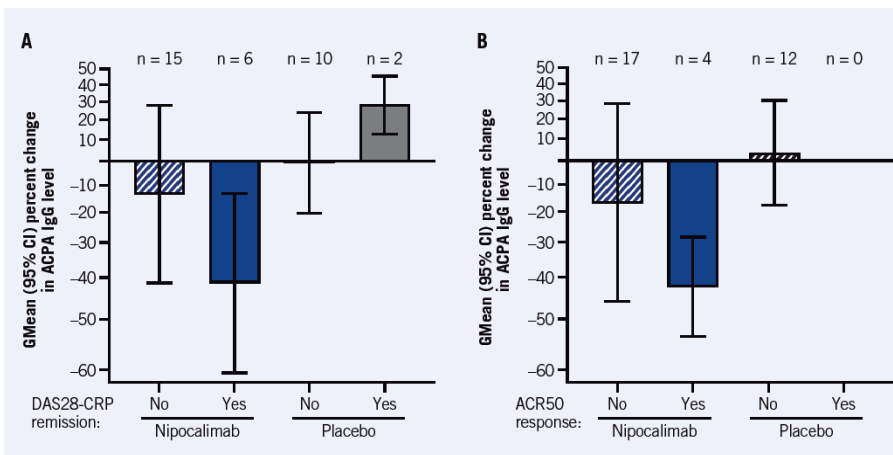 A
n = 15 n = 6 n = 10 n = 2
GMean (95% CI) percent change
in ACPA IgG level
50
40
30
20
10
–10
–20
–30
–40
–50
–60
DAS28-CRP
remission:
No Yes No Yes
Nipocalimab Placebo
B
n = 17 n = 4 n = 12 n = 0
GMean (95% CI) percent change
in ACPA IgG level
50
40
30
20
10
–10
–20
–30
–40
–50
–60
ACR50
response:
No Yes No Yes
Nipocalimab Placebo